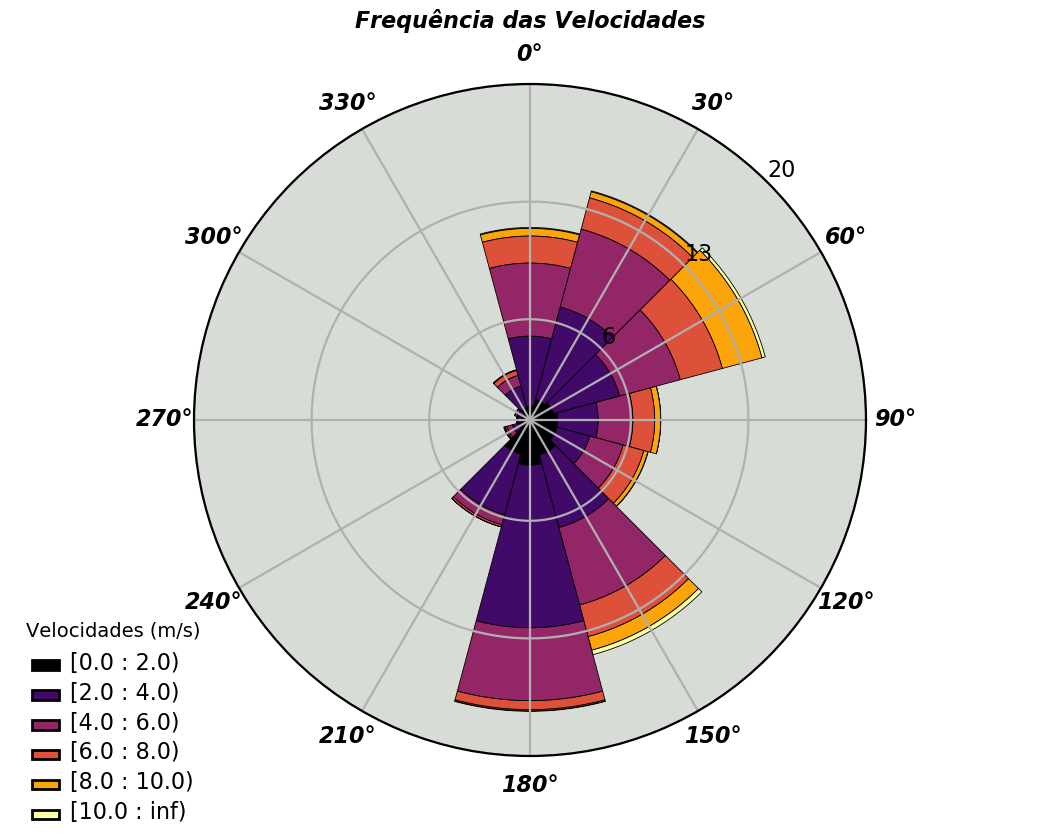 Frequência das Velocidades
0°
330°
30°
20
300°
60°
13
6
270°
90°
240°
120°
210°
150°
180°
Velocidades (m/s)
[0.0 : 2.0)
[2.0 : 4.0)
[4.0 : 6.0)
[6.0 : 8.0)
[8.0 : 10.0)
[10.0 : inf)